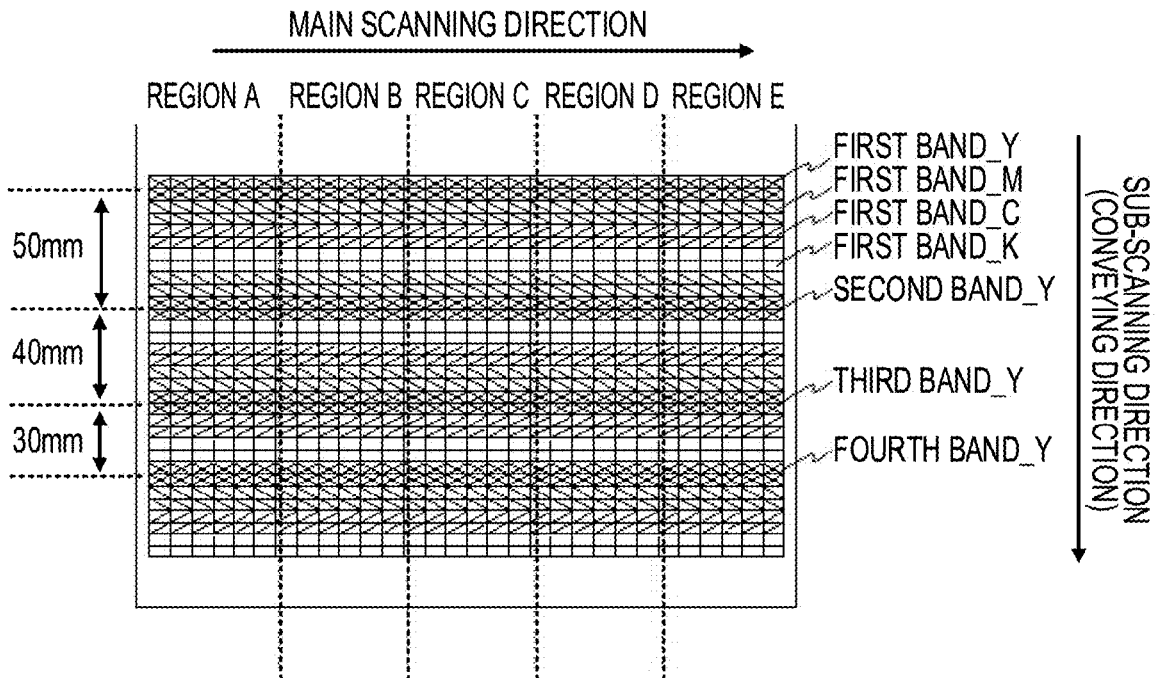 MAIN SCANNING DIRECTION
REGION A REGION B REGION C REGION D REGION E
FIRST BAND_Y
FIRST BAND_M
FIRST BAND_C
FIRST BAND_K
SECOND BAND_Y
THIRD BAND_Y
FOURTH BAND_Y
50mm
40mm
30mm
SUB-SCANNING DIRECTION
(CONVEYING DIRECTION)